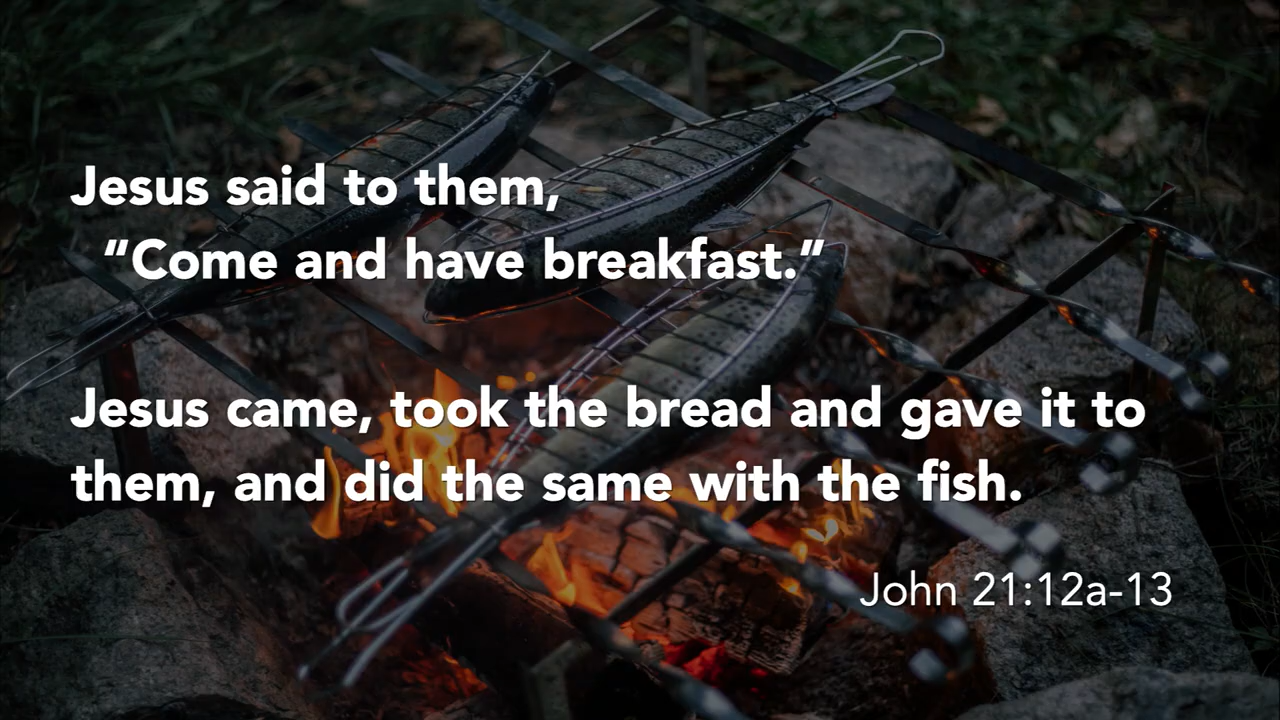 Jesus said to them,
“Come and have breakfast.”
Jesus came, took the bread and gave it to
them, and did the same with the fish.
John 21:12a-13